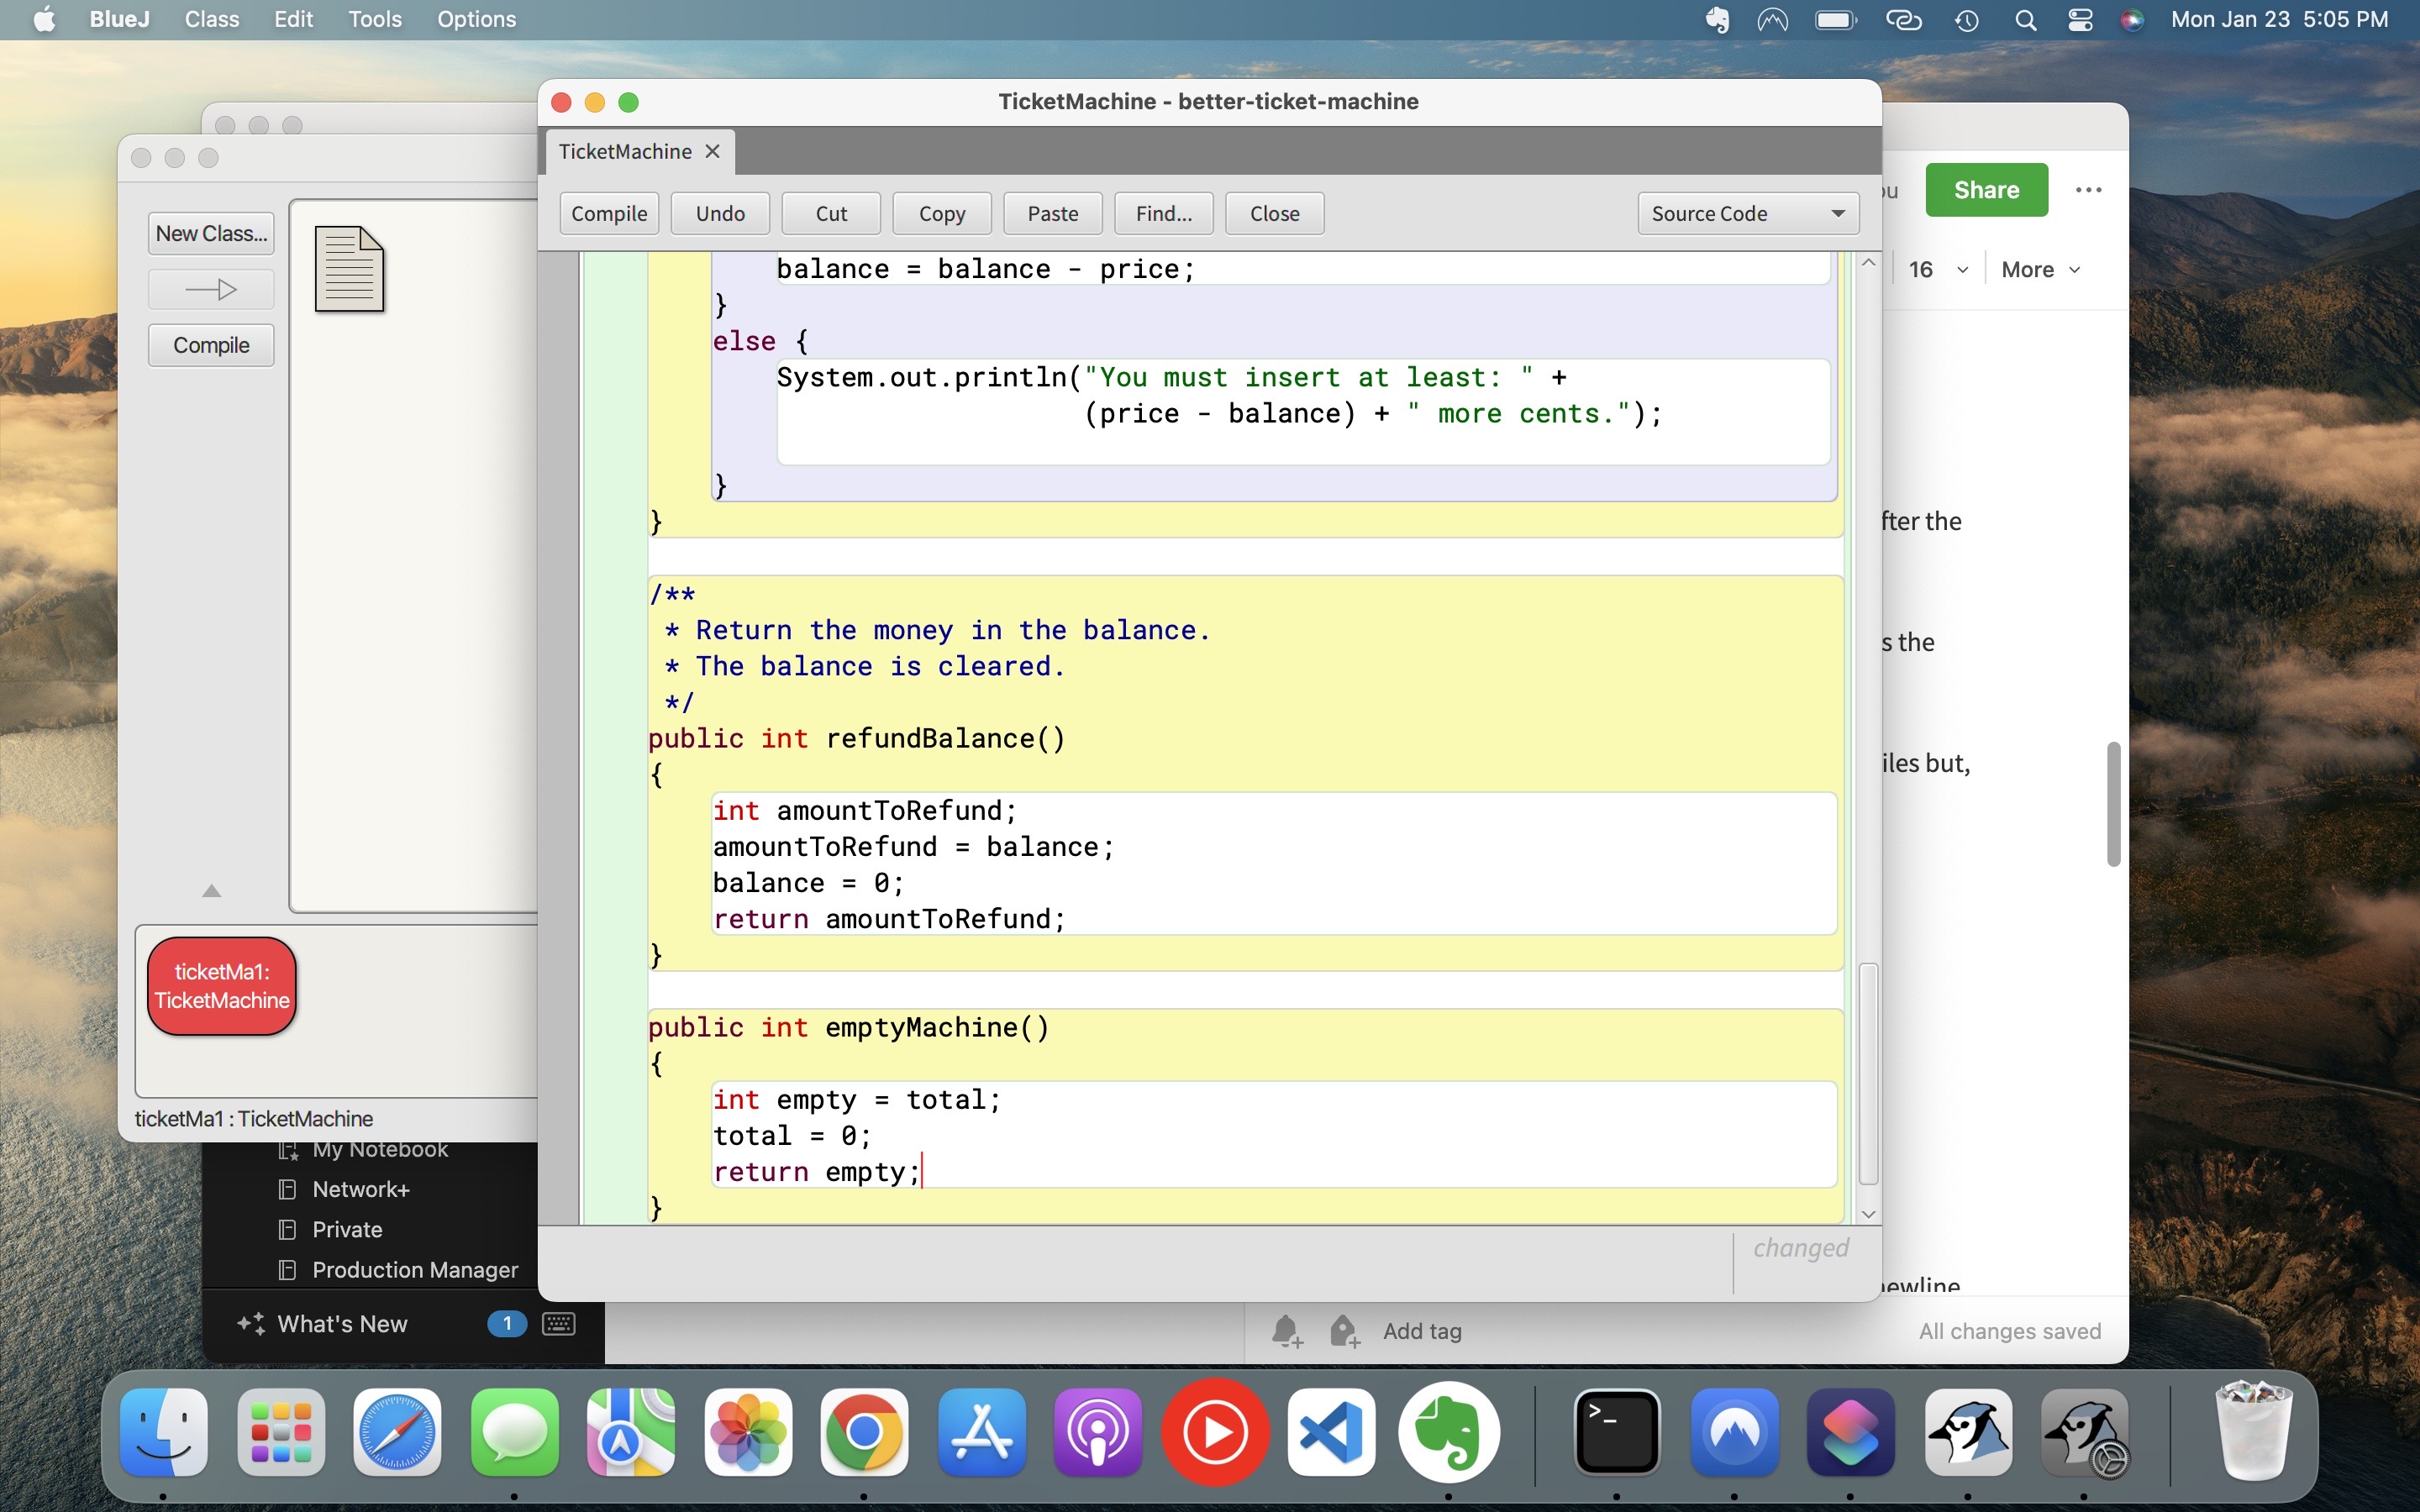 BlueJ Class Edit Tools Options Mon Jan 23 5:05 PM
TicketMachine - better-ticket-machine
TicketMachine
Compile Undo Cut Copy Paste Find... Close Source Code
balance = balance - price;
}
else {
System.out.println("You must insert at least: " +
(price - balance) + " more cents.");
}
}
/**
* Return the money in the balance.
* The balance is cleared.
*/
public int refundBalance()
{
int amountToRefund;
amountToRefund = balance;
balance = 0;
return amountToRefund;
}
public int emptyMachine()
{
int empty = total;
total = 0;
return empty;
}
changed
New Class...
Compile
ticketMa1:
TicketMachine
ticketMa1 : TicketMachine
My Notebook
Network+
Private
Production Manager
What's New 1
Share
16 More
fter the
s the
iles but,
newline
Add tag All changes saved
>_